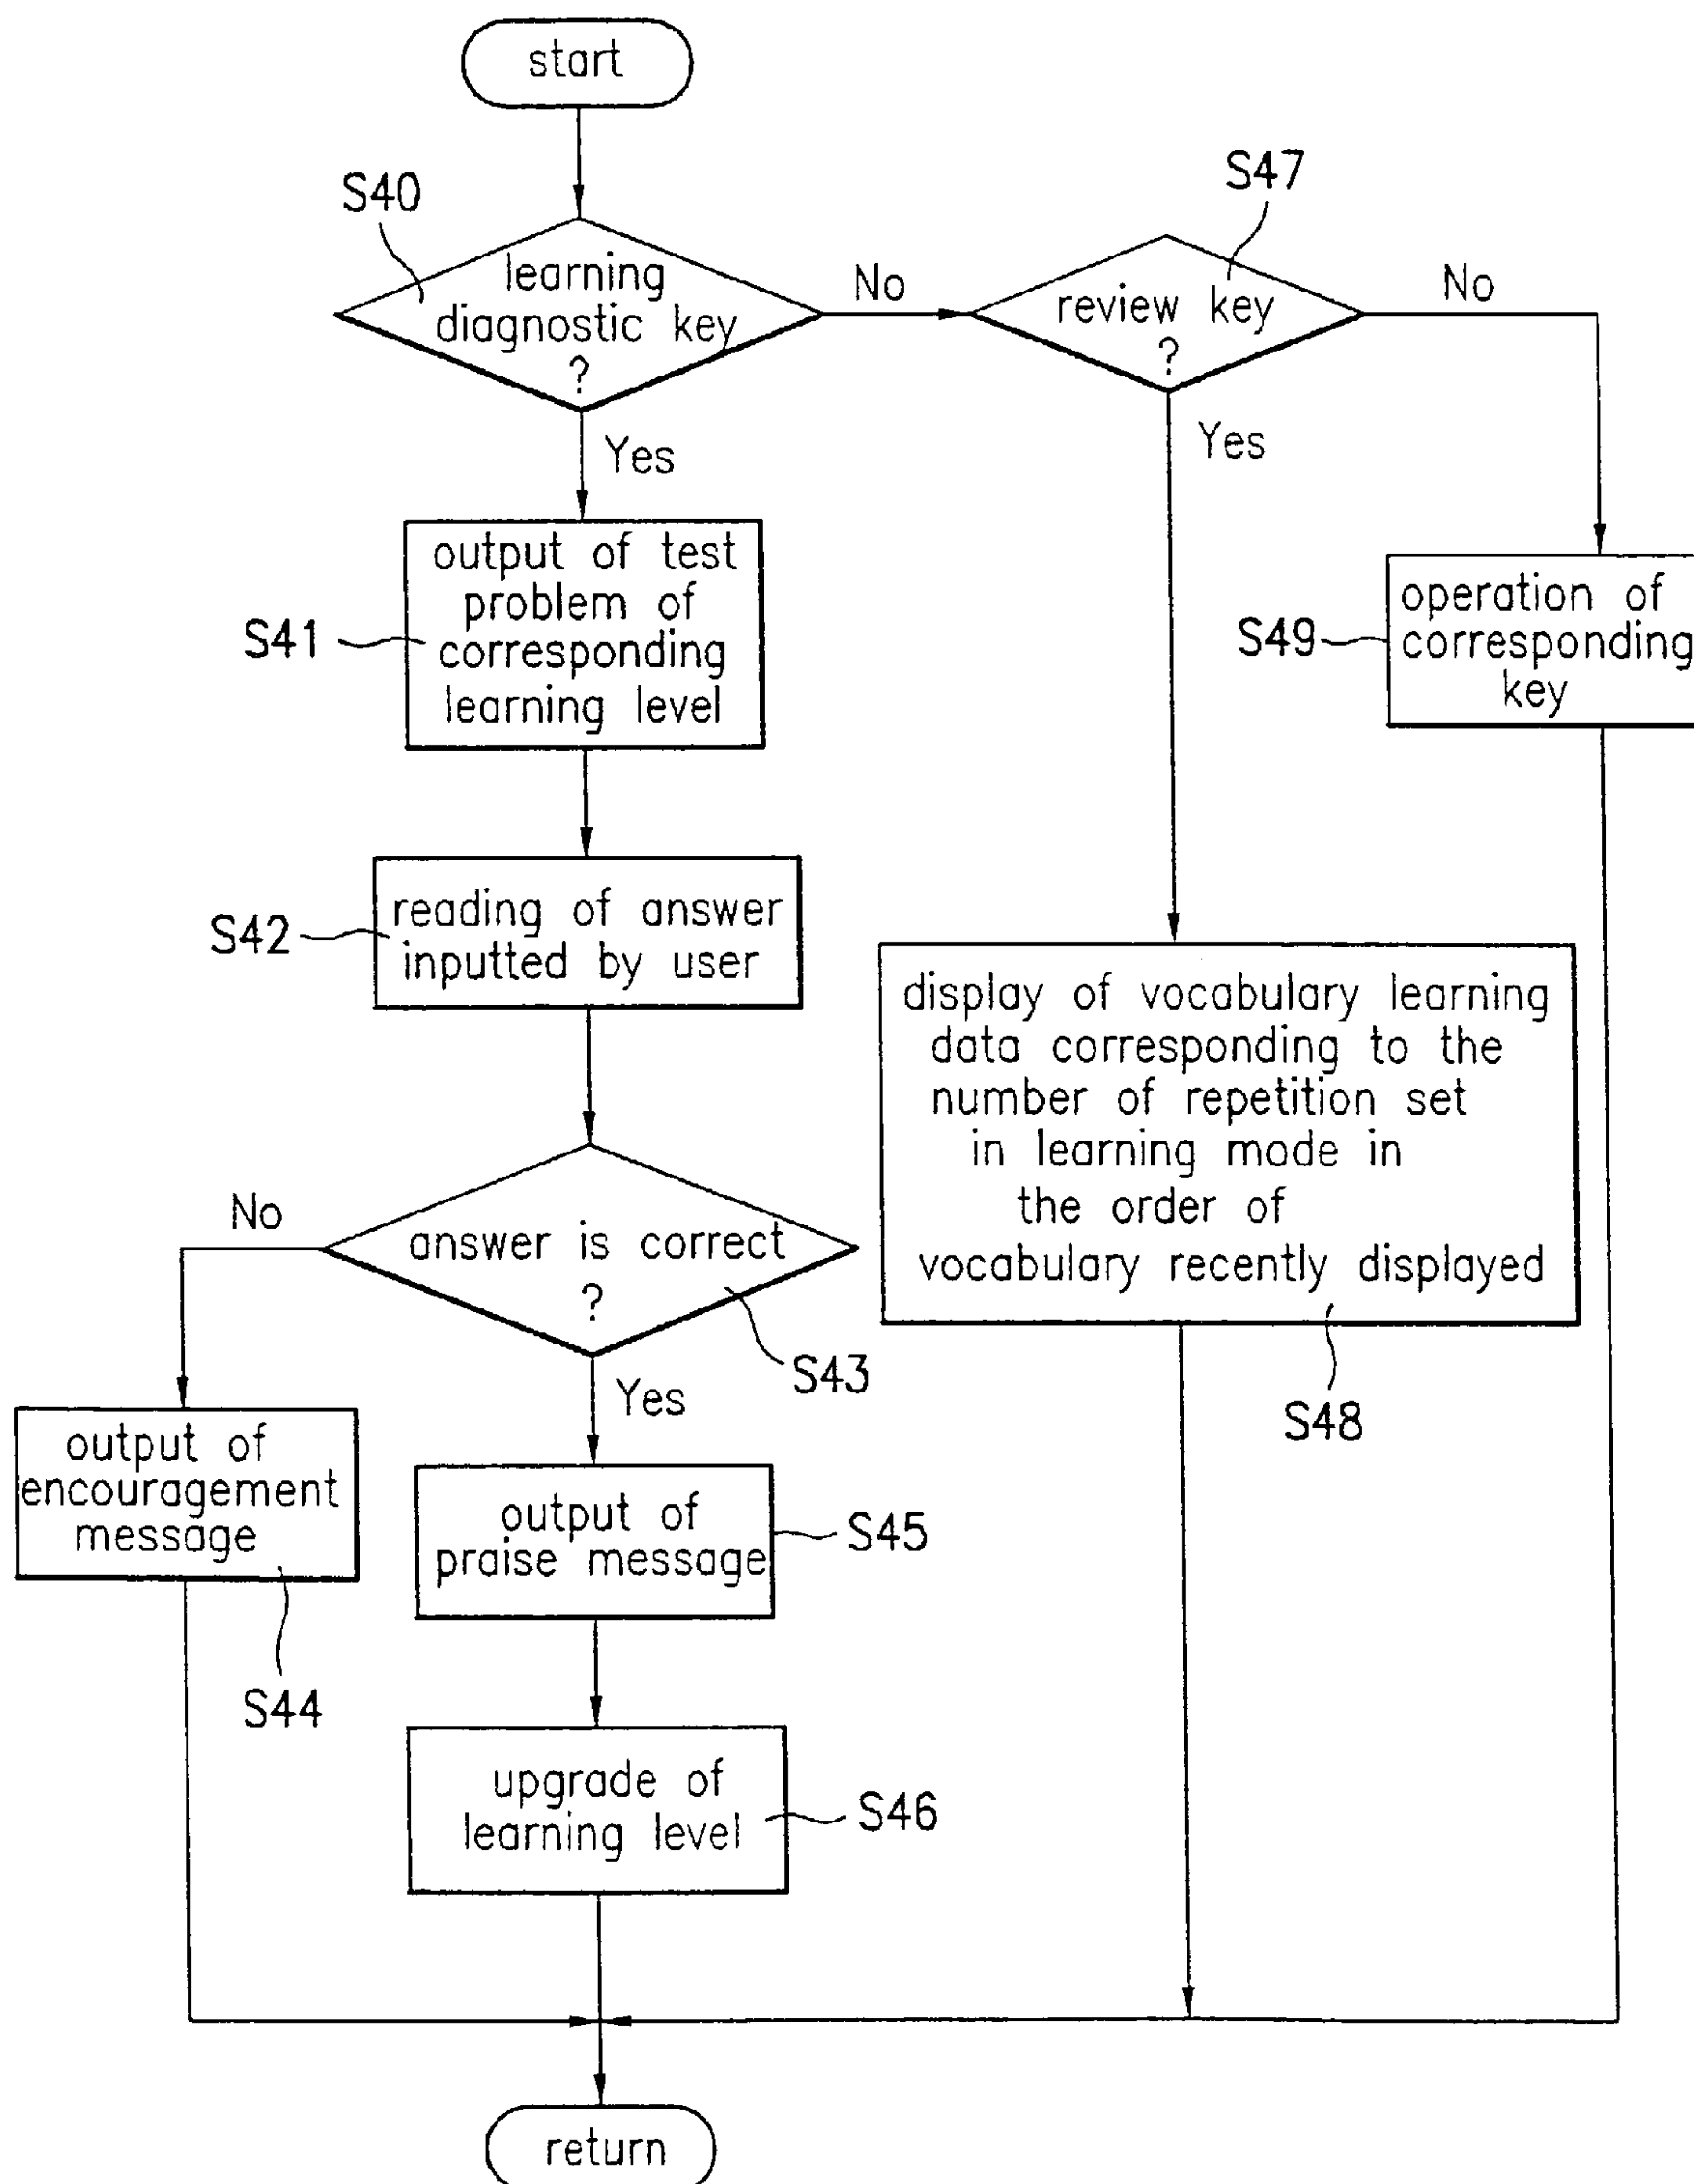 start
S40
learning
diagnostic key
?
No
S47
review key
?
No
Yes
Yes
S41
output of test
problem of
corresponding
learning level
S49
operation of
corresponding
key
S42
reading of answer
inputted by user
display of vocabulary learning
data corresponding to the
number of repetition set
in learning mode in
the order of
vocabulary recently displayed
S48
No
answer is correct
?
S43
Yes
output of
encouragement
message
S44
output of
praise message
S45
upgrade of
learning level
S46
return